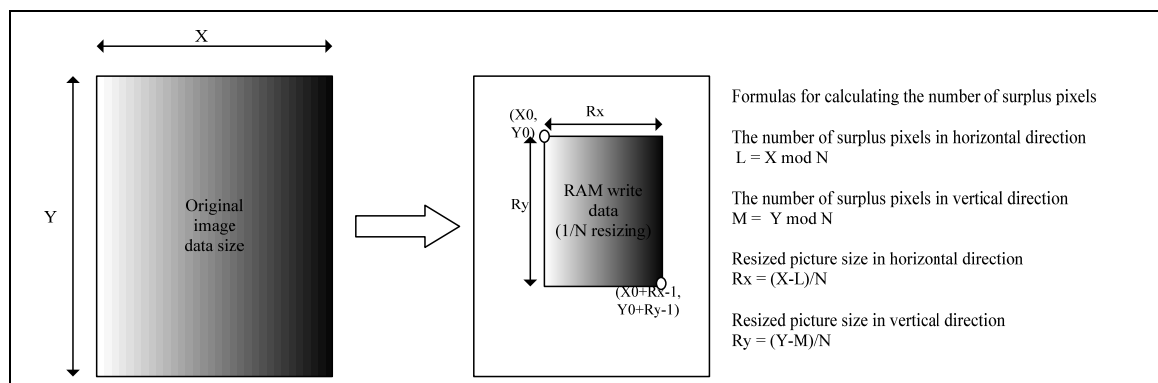 X
Y
Original
image
data size
(X0,
Y0)
Rx
Ry
RAM write
data
(1/N resizing)
(X0+Rx-1,
Y0+Ry-1)
Formulas for calculating the number of surplus pixels
The number of surplus pixels in horizontal direction
L = X mod N
The number of surplus pixels in vertical direction
M = Y mod N
Resized picture size in horizontal direction
Rx = (X-L)/N
Resized picture size in vertical direction
Ry = (Y-M)/N